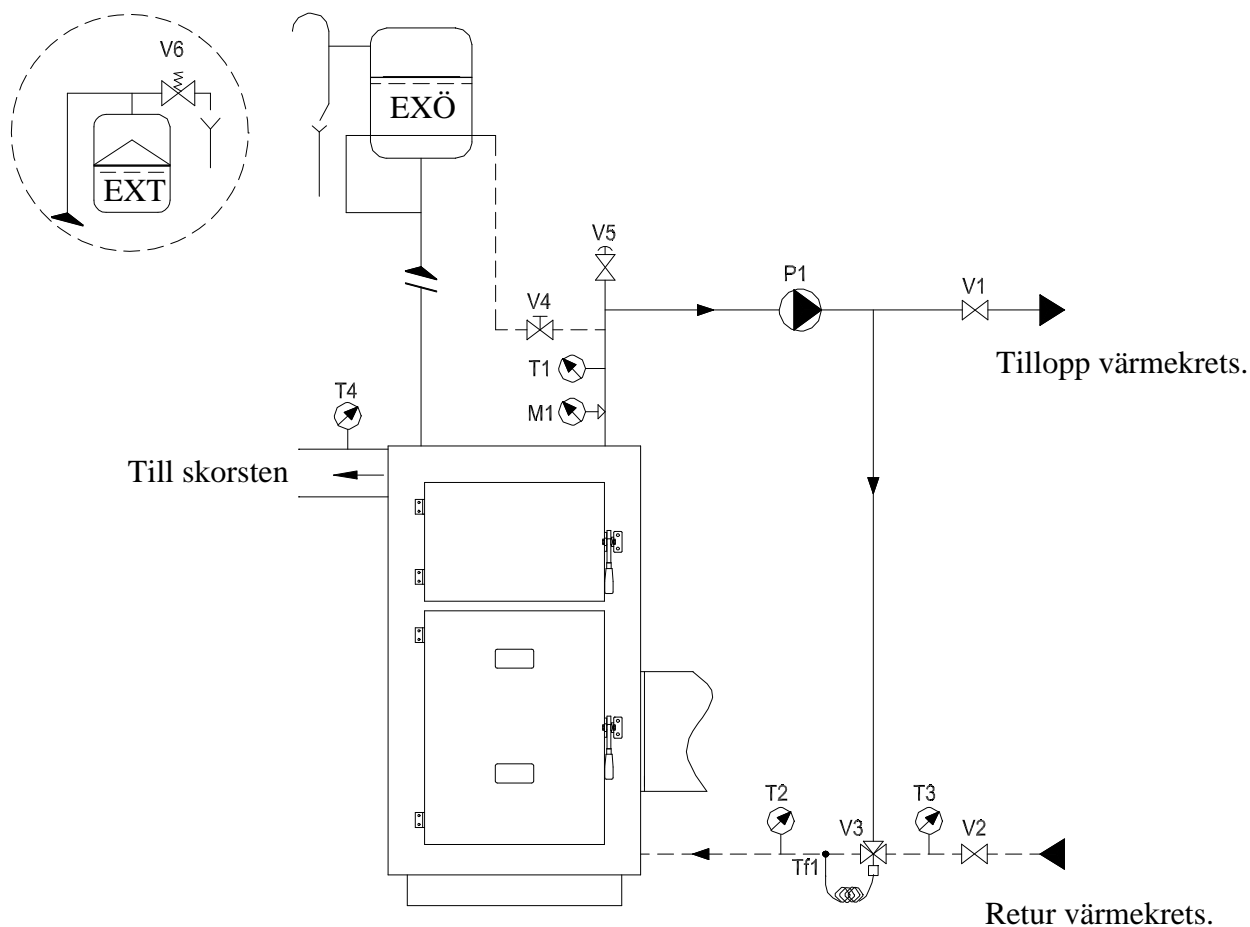 V6
EXÖ
EXT
V5
P1
V1
V4
Tillopp värmekrets.
T1
T4
M1
Till skorsten
T2
T3
V3
V2
Tf1
Retur värmekrets.